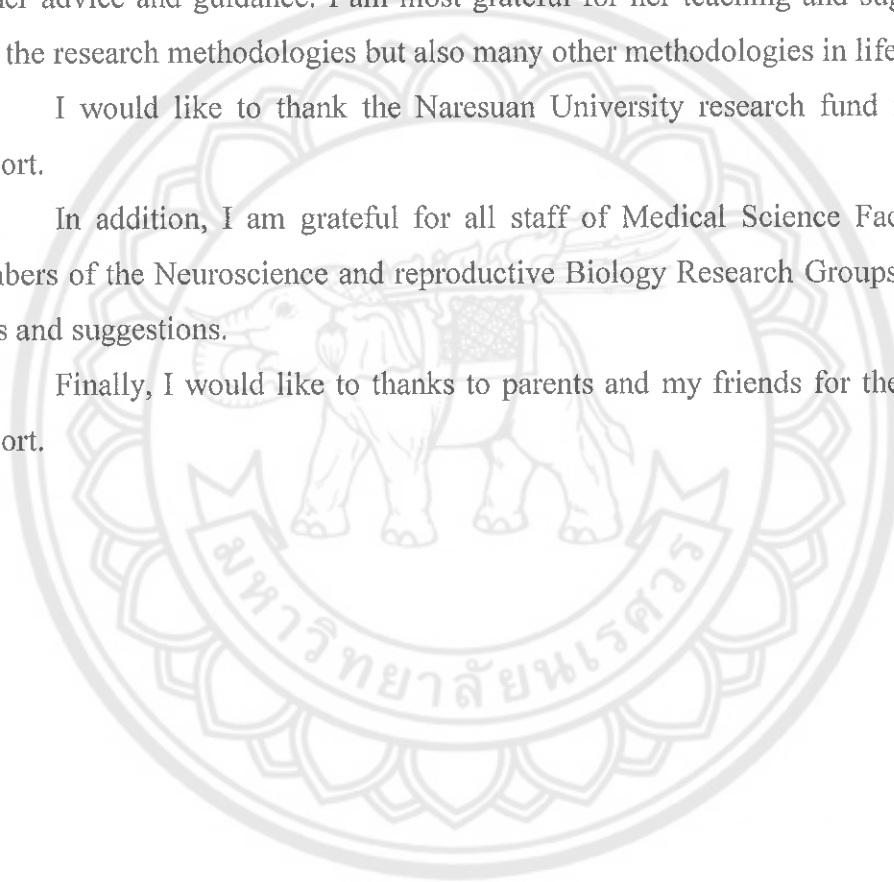 advice and guidance. I am most grateful for her teaching and
the research methodologies but also many other methodologies in life
I would like to thank the Naresuan University research fund
ort.
In addition, I am grateful for all staff of Medical Science Fac
bers of the Neuroscience and reproductive Biology Research Groups
s and suggestions.
Finally, I would like to thanks to parents and my friends for the
ort.
มหาวิทยาลัยนเรศวร